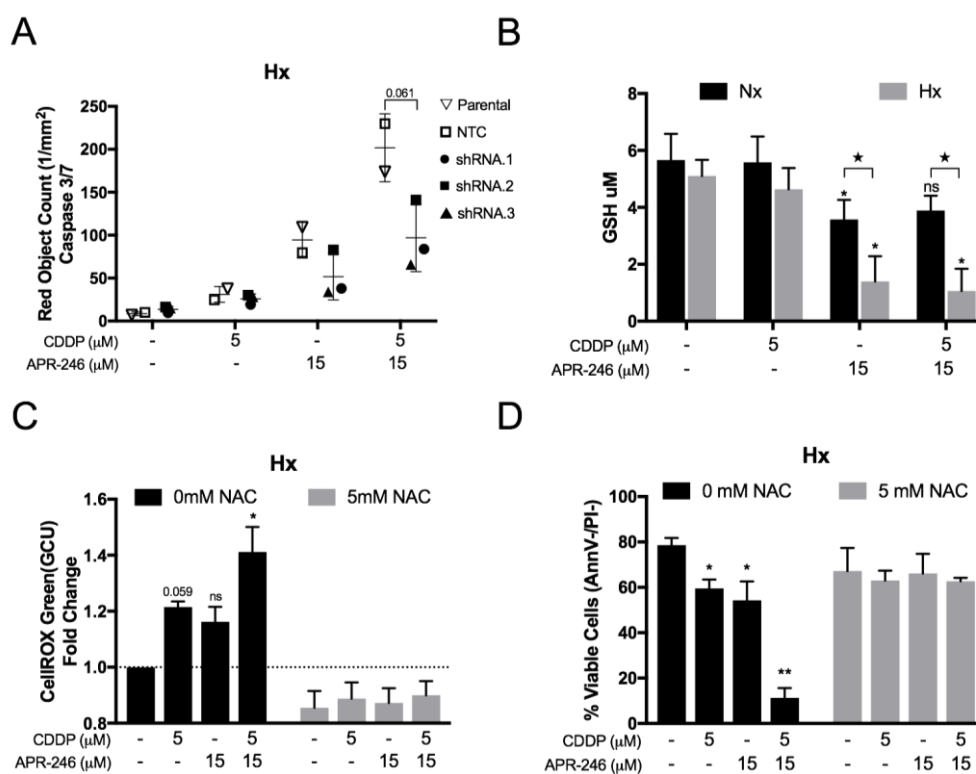 A
Hx
Red Object Count (1/mm²)
Caspase 3/7
250
200
150
100
50
0
0.061
Parental
NTC
shRNA.1
shRNA.2
shRNA.3
CDDP (μM) - 5 - 5
APR-246 (μM) - - 15 15
B
Nx Hx
GSH uM
8
6
4
2
0
★ ★
* * ns *
CDDP (μM) - 5 - 5
APR-246 (μM) - - 15 15
C
Hx
0mM NAC 5mM NAC
CellROX Green(GCU)
Fold Change
1.6
1.4
1.2
1.0
0.8
0.059 ns *
CDDP (μM) - 5 - 5 - 5 - 5
APR-246 (μM) - - 15 15 - - 15 15
D
Hx
0 mM NAC 5 mM NAC
% Viable Cells (AnnV-/PI-)
100
80
60
40
20
0
* * **
CDDP (μM) - 5 - 5 - 5 - 5
APR-246 (μM) - - 15 15 - - 15 15